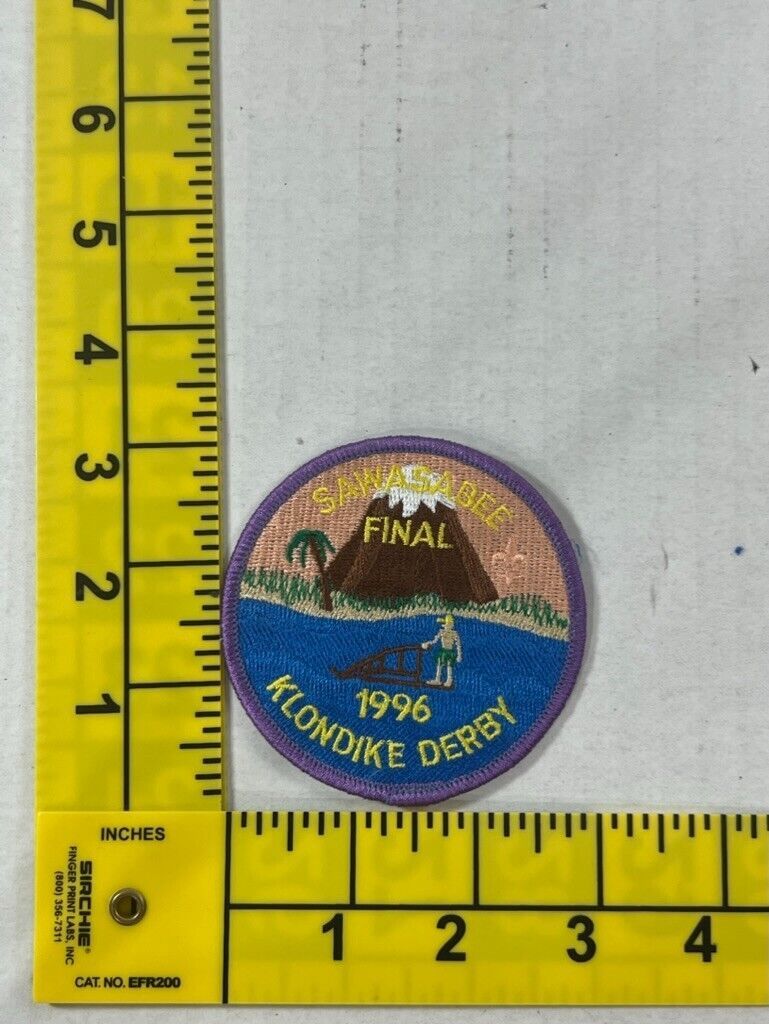 7
6
5
4
3
2
1
SAWASABEE
FINAL
1996
KLONDIKE DERBY
INCHES
SIRCHIE®
FINGER PRINT LABS, INC
(800) 356-7311
CAT. NO. EFR200
1 2 3 4